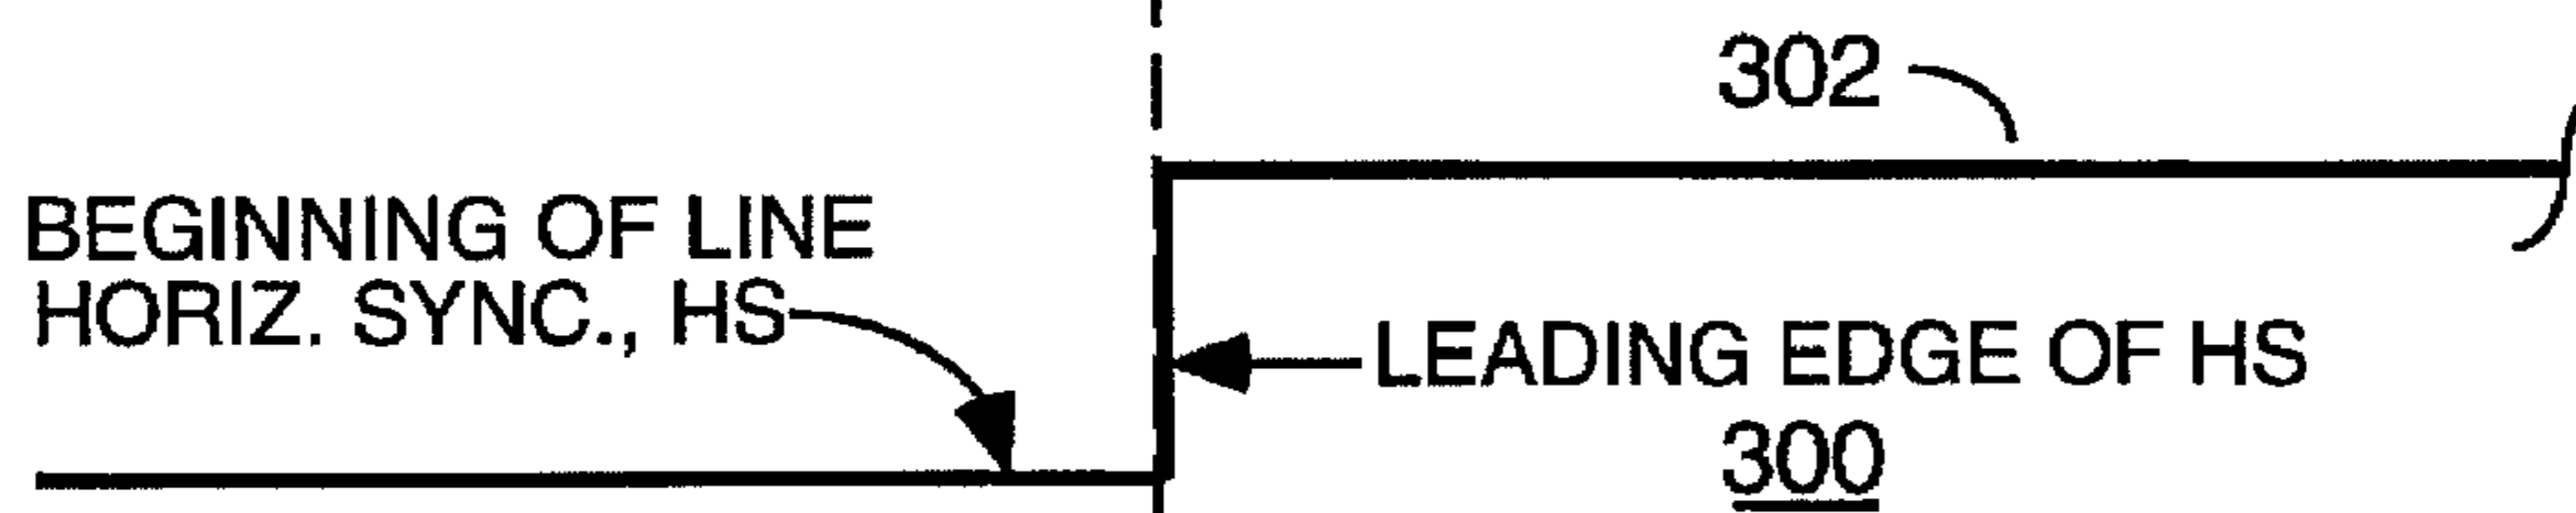 302
BEGINNING OF LINE
HORIZ. SYNC., HS
LEADING EDGE OF HS
300